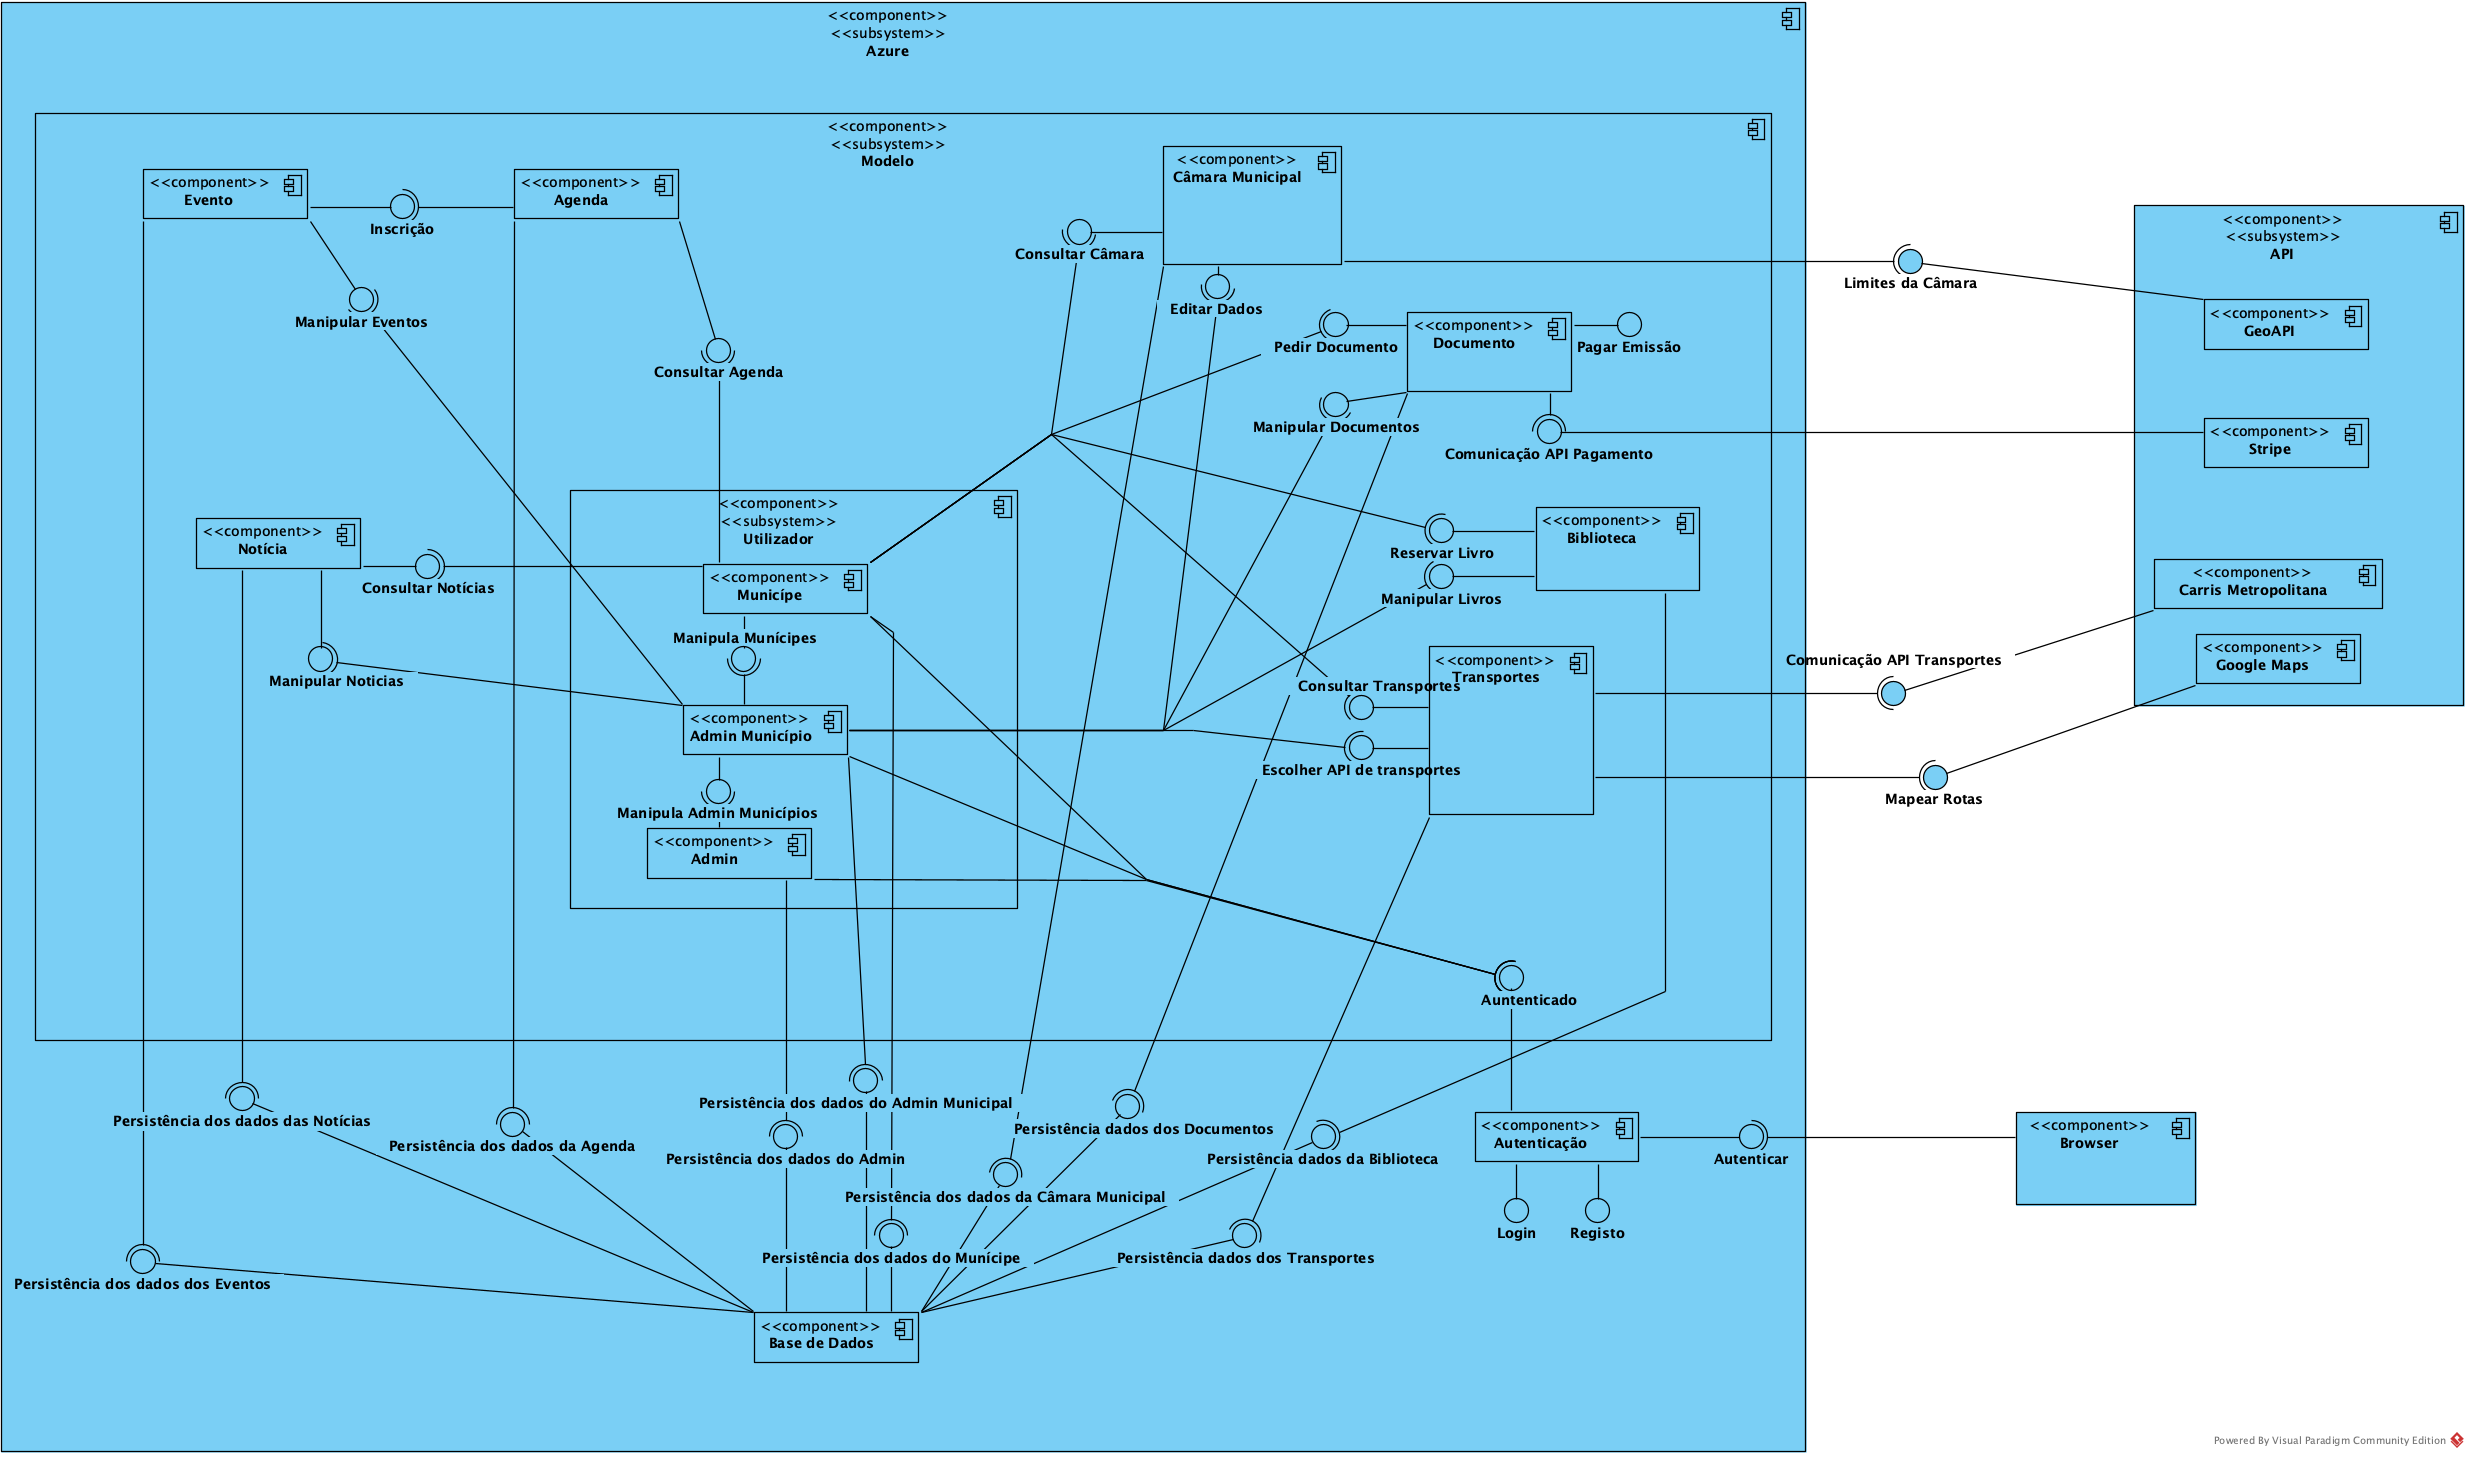 <<component>>
<<subsystem>>
Azure
<<component>>
<<subsystem>>
Modelo
<<component>>
Evento
Inscrição
<<component>>
Agenda
<<component>>
Câmara Municipal
Consultar Câmara
Editar Dados
Manipular Eventos
Consultar Agenda
Limites da Câmara
<<component>>
<<subsystem>>
API
<<component>>
GeoAPI
Pedir Documento
<<component>>
Documento
Pagar Emissão
Manipular Documentos
Comunicação API Pagamento
<<component>>
Stripe
<<component>>
<<subsystem>>
Utilizador
<<component>>
Notícia
Consultar Notícias
<<component>>
Munícipe
Reservar Livro
<<component>>
Biblioteca
Manipular Livros
<<component>>
Carris Metropolitana
Manipula Munícipes
Manipular Noticias
Consultar Transportes
<<component>>
Transportes
Comunicação API Transportes
<<component>>
Google Maps
<<component>>
Admin Município
Escolher API de transportes
Mapear Rotas
Manipula Admin Municípios
<<component>>
Admin
Auntenticado
Persistência dos dados das Notícias
Persistência dos dados da Agenda
Persistência dos dados do Admin Municipal
Persistência dados dos Documentos
Persistência dos dados do Admin
Persistência dados da Biblioteca
<<component>>
Autenticação
Autenticar
<<component>>
Browser
Persistência dos dados da Câmara Municipal
Login
Registo
Persistência dos dados do Munícipe
Persistência dados dos Transportes
Persistência dos dados dos Eventos
<<component>>
Base de Dados
Powered By Visual Paradigm Community Edition